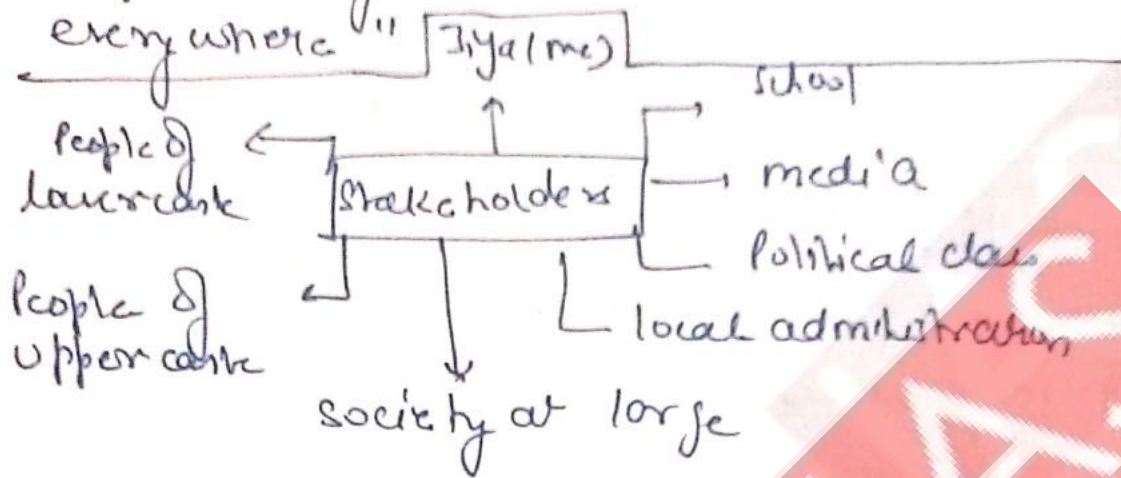 everywhere"
Jiya (me)
School
People of
lower caste
Stakeholders
media
Political class
People of
upper caste
local administration
society at large